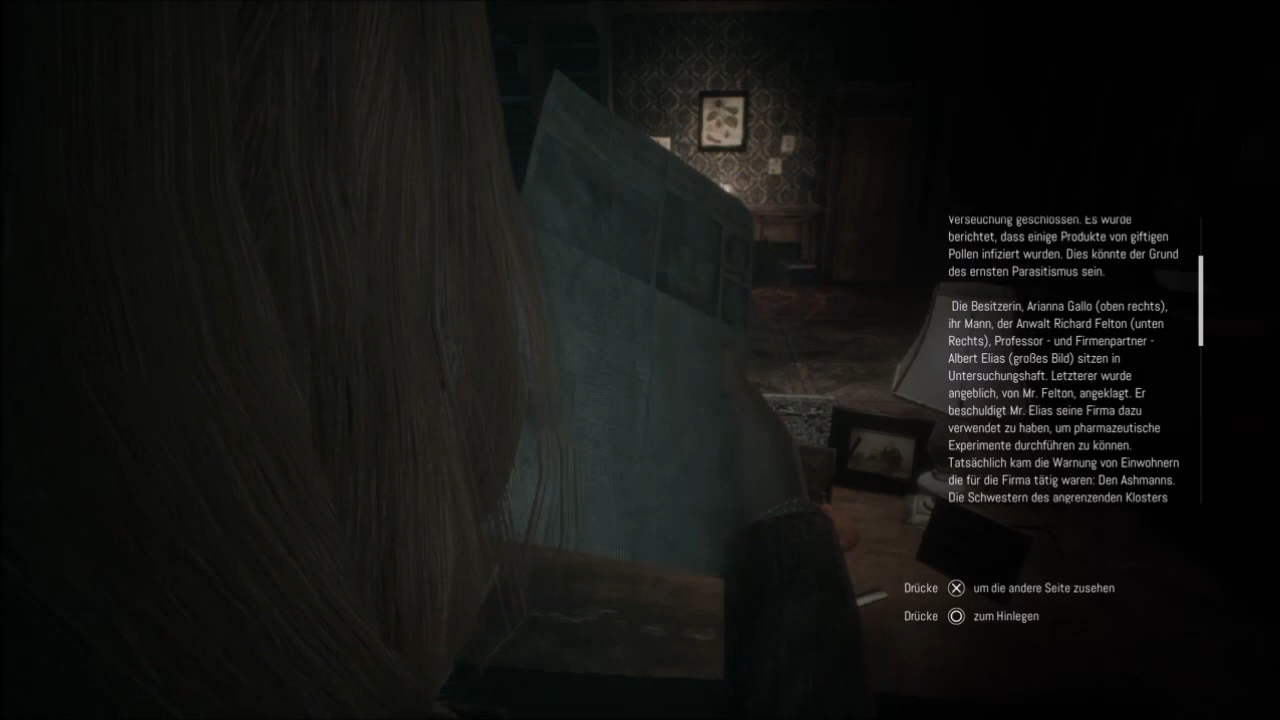 Verseuchung geschlossen. Es wurde
berichtet, dass einige Produkte von giftigen
Pollen infiziert wurden. Dies könnte der Grund
des ernsten Parasitismus sein.
Die Besitzerin, Arianna Gallo (oben rechts),
ihr Mann, der Anwalt Richard Felton (unten
Rechts), Professor - und Firmenpartner -
Albert Elias (großes Bild) sitzen in
Untersuchungshaft. Letzterer wurde
angeblich, von Mr. Felton, angeklagt. Er
beschuldigt Mr. Elias seine Firma dazu
verwendet zu haben, um pharmazeutische
Experimente durchführen zu können.
Tatsächlich kam die Warnung von Einwohnern
die für die Firma tätig waren: Den Ashmanns.
Die Schwestern des angrenzenden Klosters
Drücke um die andere Seite zusehen
Drücke zum Hinlegen